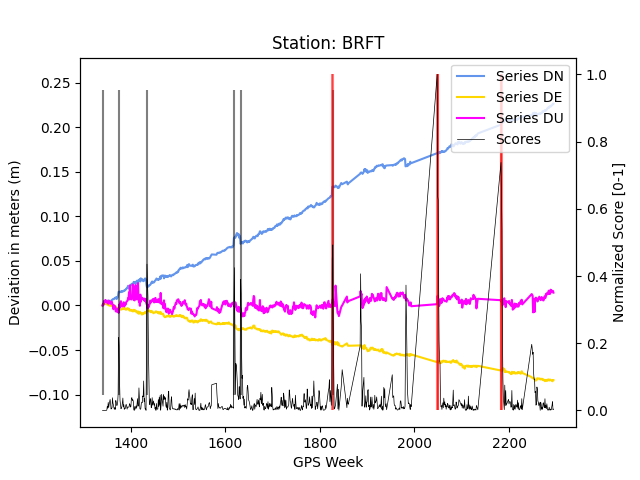 Station: BRFT
Series DN
Series DE
Series DU
Scores
Deviation in meters (m)
0.25
0.20
0.15
0.10
0.05
0.00
−0.05
−0.10
1.0
0.8
0.6
0.4
0.2
0.0
Normalized Score [0-1]
1400 1600 1800 2000 2200
GPS Week